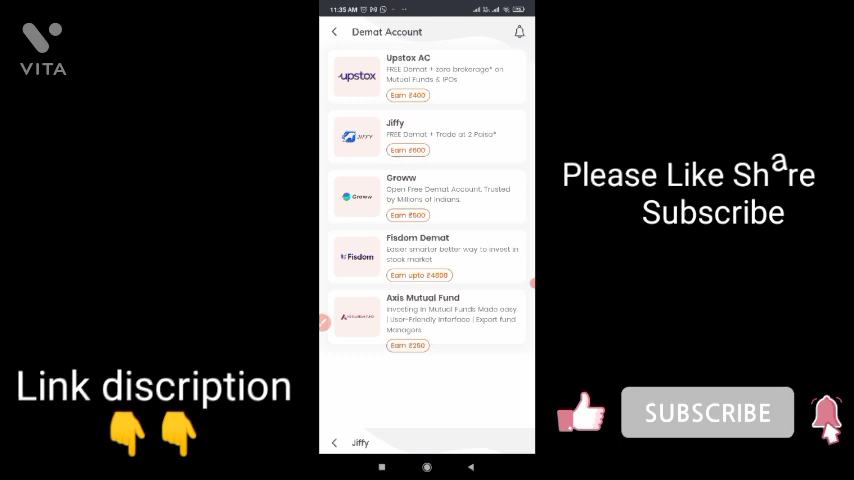 VITA
11:35 AM
Demat Account
upstox
Upstox AC
FREE Demat + zero brokerage* on
Mutual Funds & IPOs
Earn ₹400
JIFFY
Jiffy
FREE Demat + Trade at 2 Paisa*
Earn ₹600
Groww
Groww
Open Free Demat Account, Trusted
by Millions of Indians.
Earn ₹500
Fisdom
Fisdom Demat
Easier smarter better way to invest in
stock market
Earn upto ₹4800
Axis Mutual Fund
Investing in Mutual Funds Made easy
| User-Friendly Interface | Expert fund
Managers
Earn ₹250
Jiffy
Please Like Share
Subscribe
Link discription
SUBSCRIBE